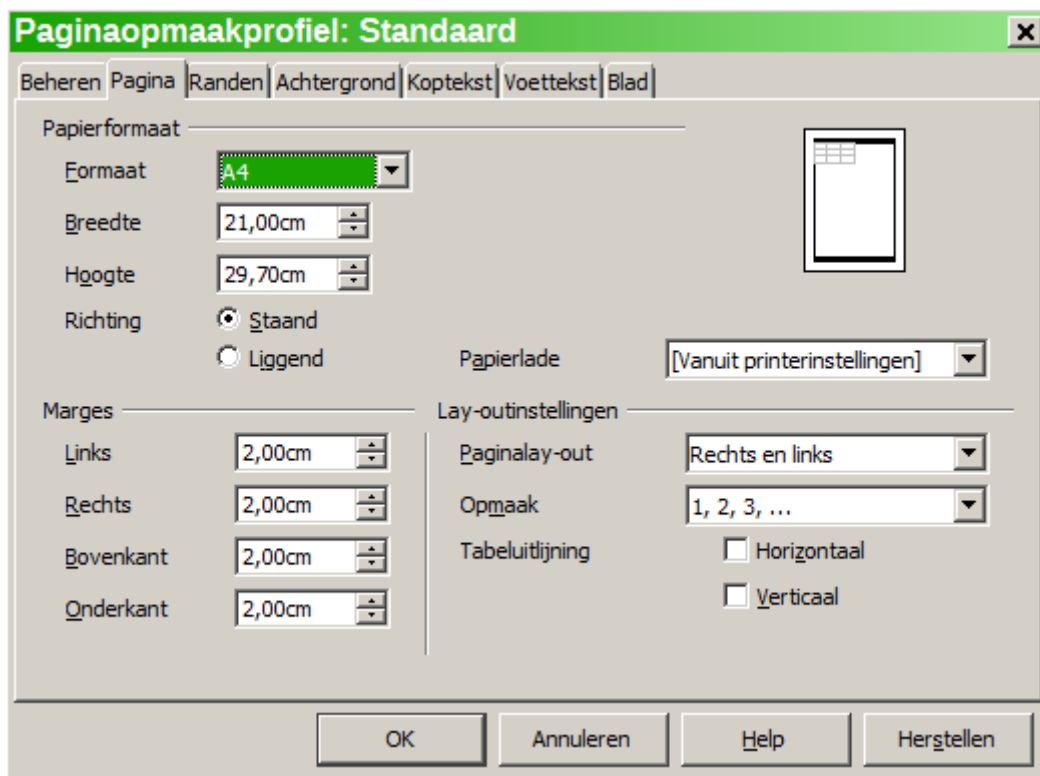 Paginaopmaakprofiel: Standaard
Beheren Pagina Randen Achtergrond Koptekst Voettekst Blad
Papierformaat
Formaat A4
Breedte 21,00cm
Hoogte 29,70cm
Richting Staand
Liggend Papierlade [Vanuit printerinstellingen]
Marges Lay-outinstellingen
Links 2,00cm Paginalay-out Rechts en links
Rechts 2,00cm Opmaak 1, 2, 3, ...
Bovenkant 2,00cm Tabeluitlijning Horizontaal
Onderkant 2,00cm Verticaal
OK Annuleren Help Herstellen